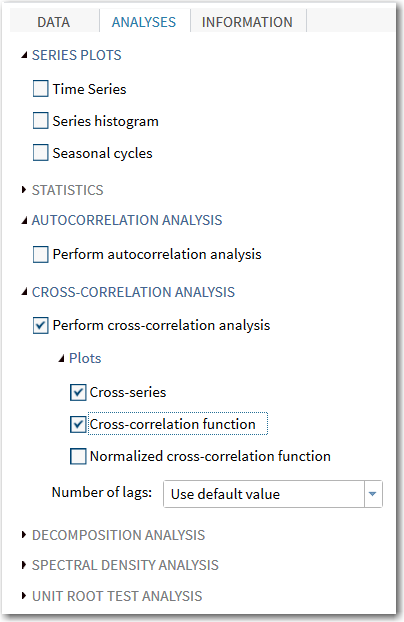 DATA ANALYSES INFORMATION
SERIES PLOTS
Time Series
Series histogram
Seasonal cycles
STATISTICS
AUTOCORRELATION ANALYSIS
Perform autocorrelation analysis
CROSS-CORRELATION ANALYSIS
Perform cross-correlation analysis
Plots
Cross-series
Cross-correlation function
Normalized cross-correlation function
Number of lags: Use default value
DECOMPOSITION ANALYSIS
SPECTRAL DENSITY ANALYSIS
UNIT ROOT TEST ANALYSIS